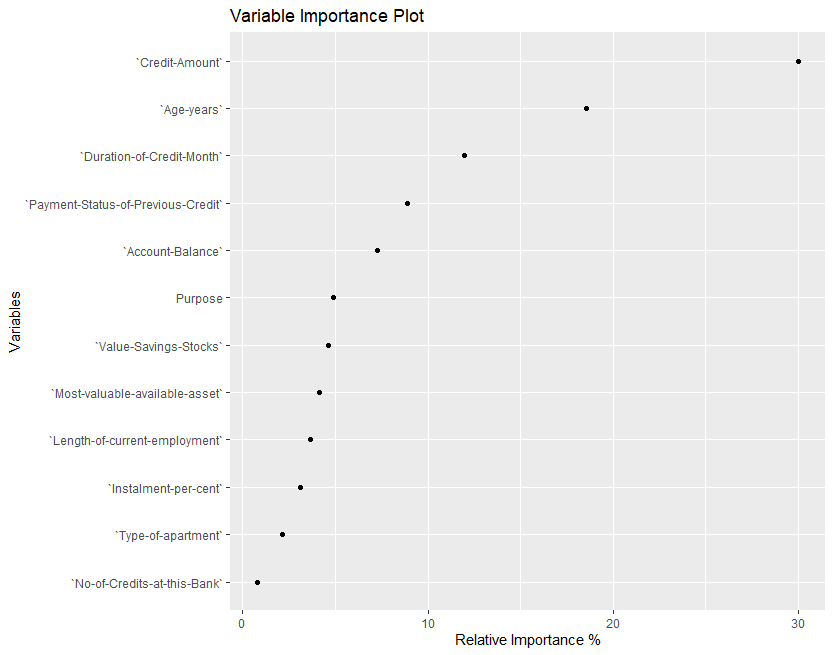 Variable Importance Plot
`Credit-Amount`
`Age-years`
`Duration-of-Credit-Month`
`Payment-Status-of-Previous-Credit`
`Account-Balance`
Purpose
`Value-Savings-Stocks`
`Most-valuable-available-asset`
`Length-of-current-employment`
`Instalment-per-cent`
`Type-of-apartment`
`No-of-Credits-at-this-Bank`
Variables
0 10 20 30
Relative Importance %